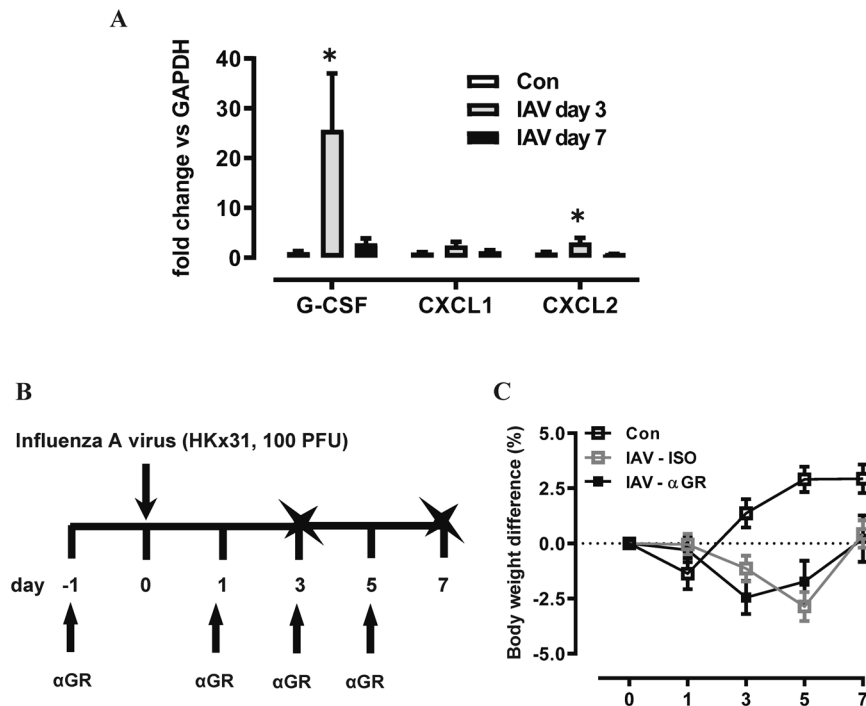 A
fold change vs GAPDH
40
30
20
10
0
*
*
Con
IAV day 3
IAV day 7
G-CSF CXCL1 CXCL2
B
Influenza A virus (HKx31, 100 PFU)
day -1 0 1 3 5 7
αGR αGR αGR αGR
C
Body weight difference (%)
5.0
2.5
0.0
-2.5
-5.0
Con
IAV - ISO
IAV - αGR
0 1 3 5 7